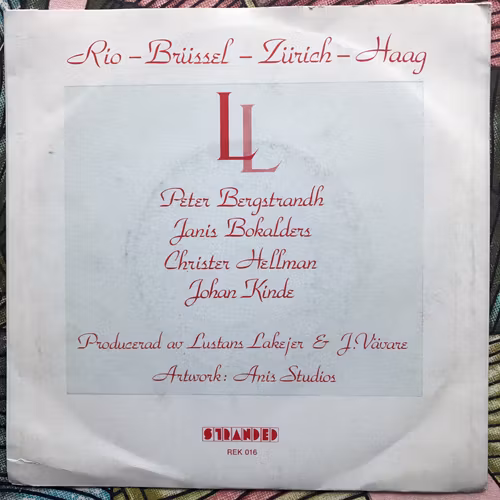 Rio – Brüssel – Zürich – Haag
LL
Peter Bergstrandh
Janis Bokalders
Christer Hellman
Johan Kinde
Producerad av Lustans Lakejer & J. Vävare
Artwork: Anis Studios
STRANDED
REK 016